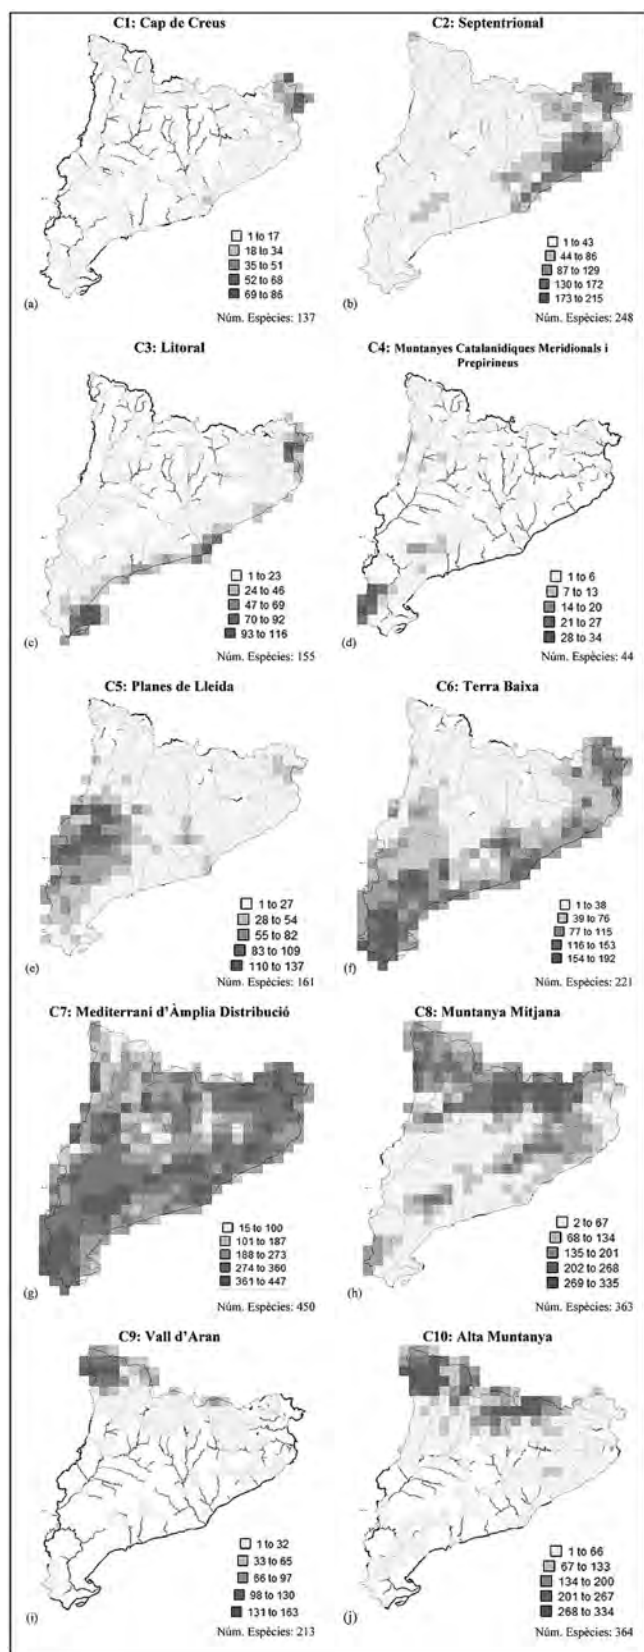 C1: Cap de Creus
1 to 17
18 to 34
35 to 51
52 to 68
69 to 86
(a)
Núm. Espècies: 137
C2: Septentrional
1 to 43
44 to 86
87 to 129
130 to 172
173 to 215
(b)
Núm. Espècies: 248
C3: Litoral
1 to 23
24 to 46
47 to 69
70 to 92
93 to 116
(c)
Núm. Espècies: 155
C4: Muntanyes Catalanidiques Meridionals i
Prepirineus
1 to 6
7 to 13
14 to 20
21 to 27
28 to 34
(d)
Núm. Espècies: 44
C5: Planes de Lleida
1 to 27
28 to 54
55 to 82
83 to 109
110 to 137
(e)
Núm. Espècies: 161
C6: Terra Baixa
1 to 38
39 to 76
77 to 115
116 to 153
154 to 192
(f)
Núm. Espècies: 221
C7: Mediterrani d'Àmplia Distribució
15 to 100
101 to 187
188 to 273
274 to 360
361 to 447
(g)
Núm. Espècies: 450
C8: Muntanya Mitjana
2 to 67
68 to 134
135 to 201
202 to 268
269 to 335
(h)
Núm. Espècies: 363
C9: Vall d'Aran
1 to 32
33 to 65
66 to 97
98 to 130
131 to 163
(i)
Núm. Espècies: 213
C10: Alta Muntanya
1 to 66
67 to 133
134 to 200
201 to 267
268 to 334
(j)
Núm. Espècies: 364